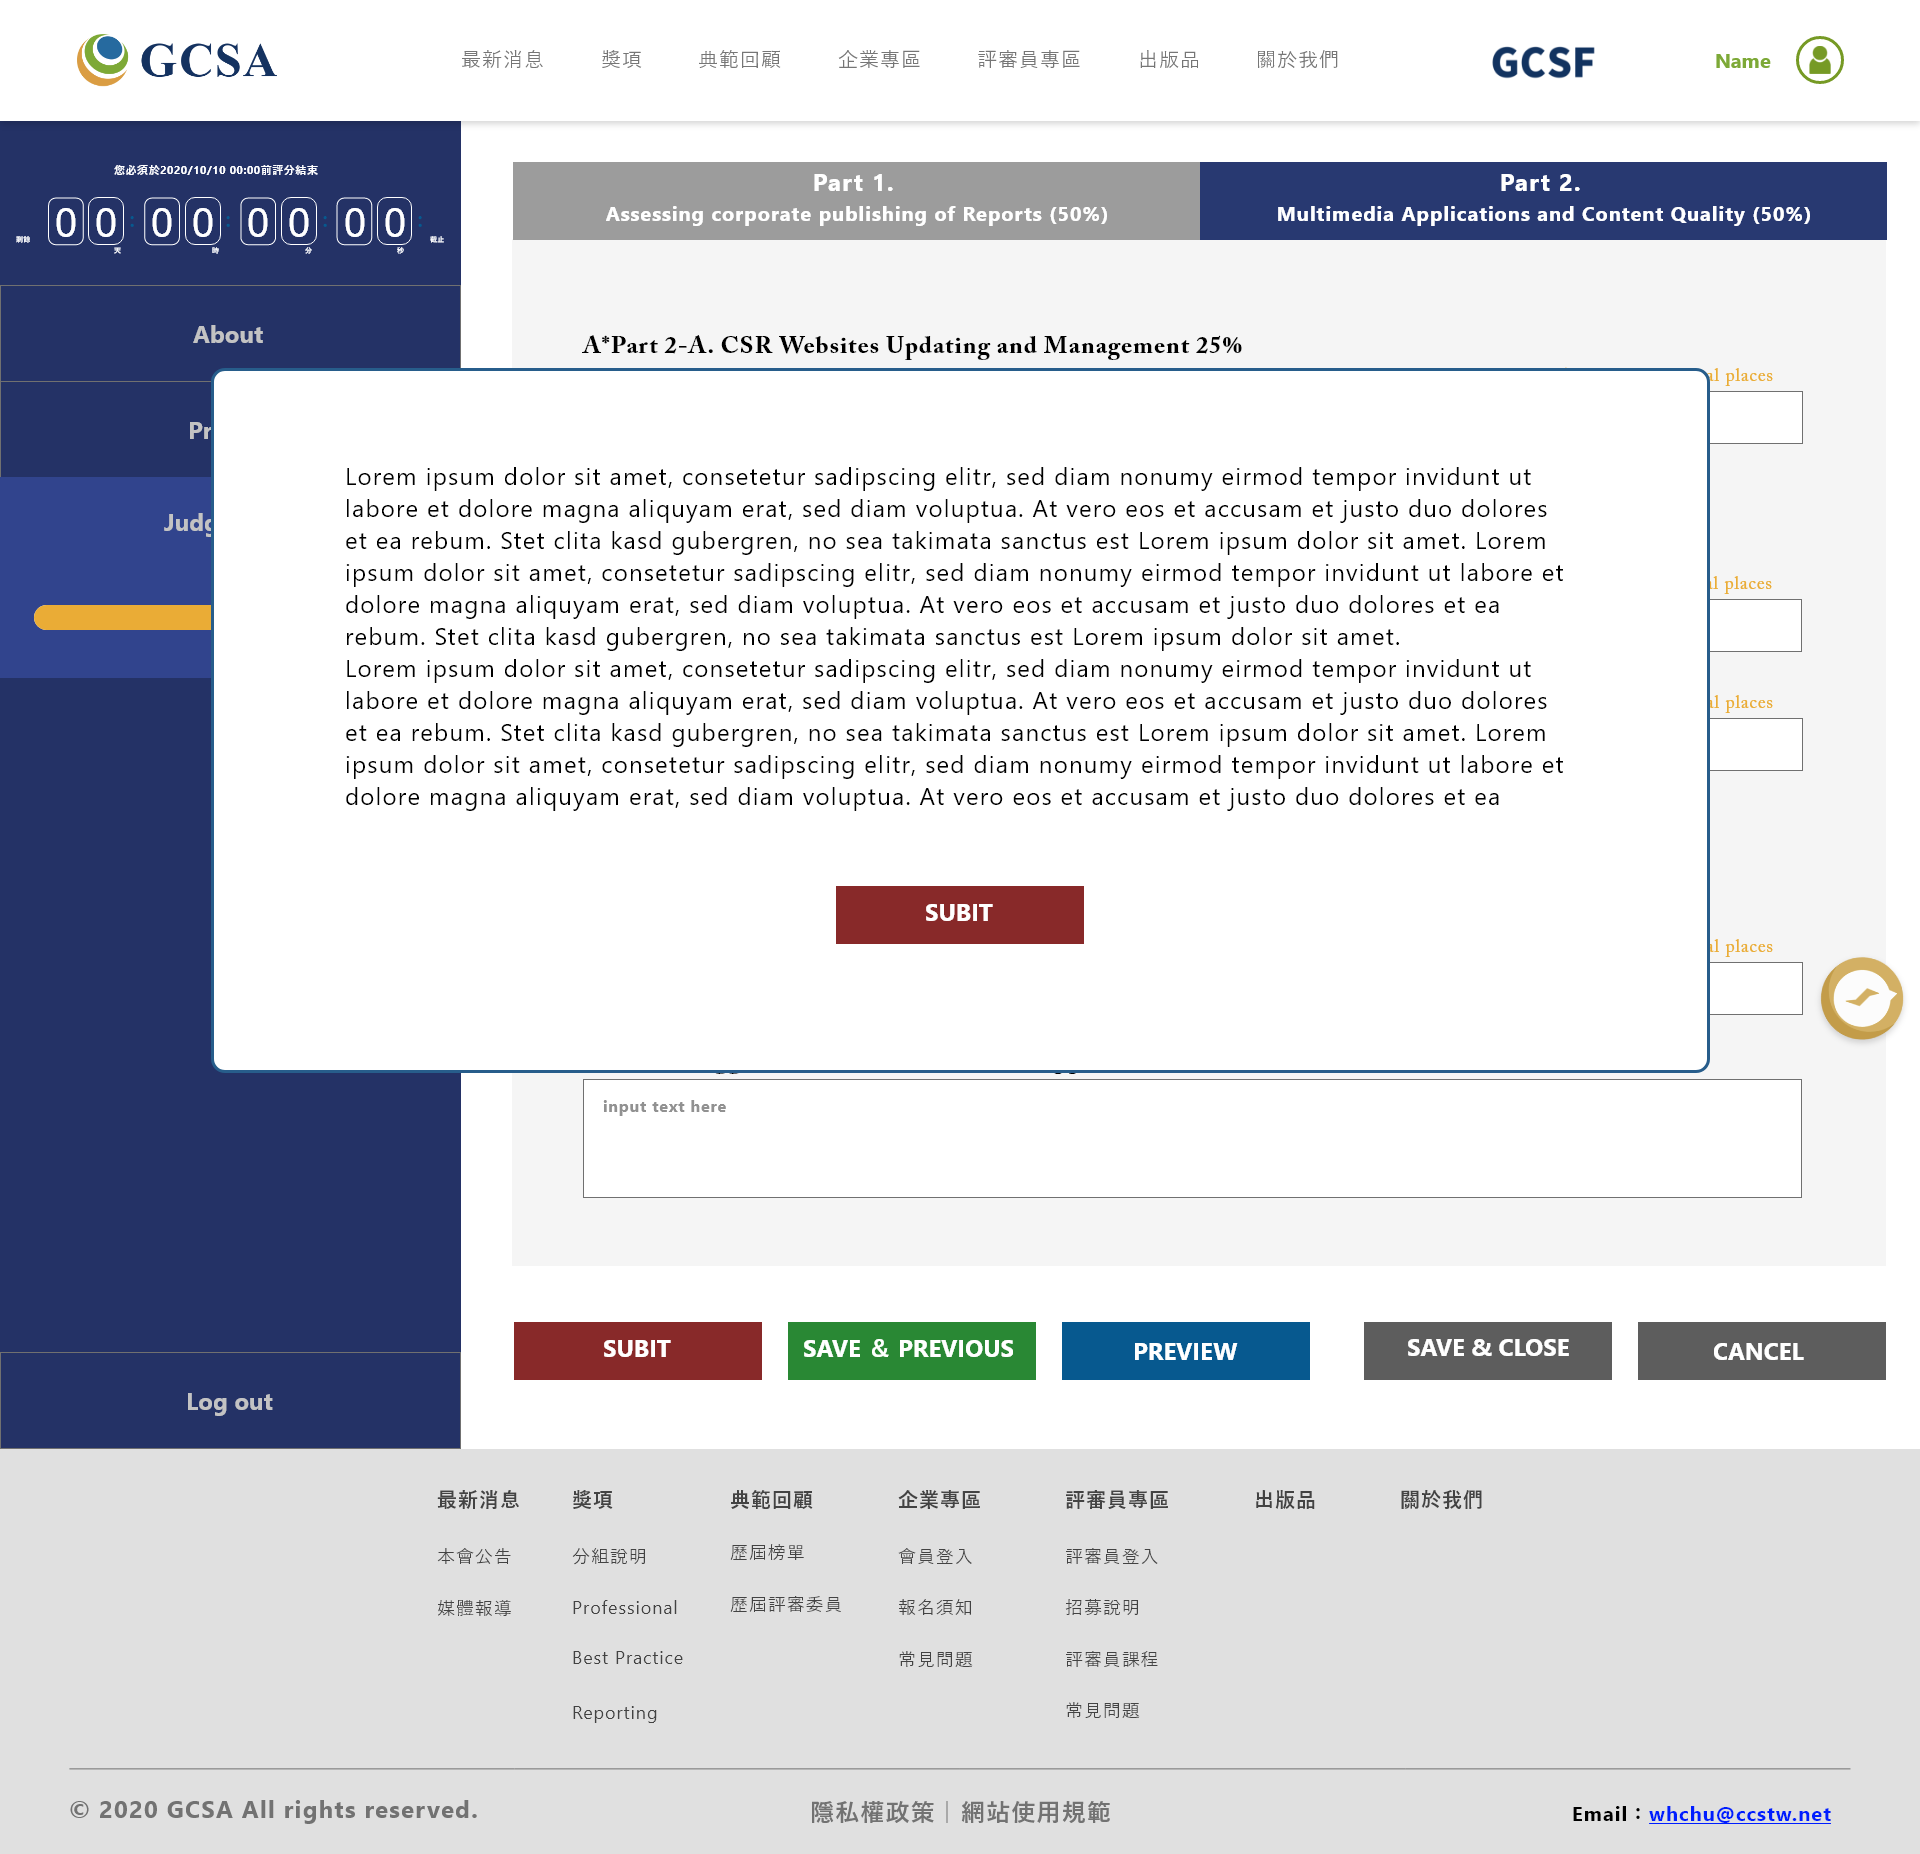 GCSA
最新消息 獎項 典範回顧 企業專區 評審員專區 出版品 關於我們
GCSF
Name
您必須於2020/10/10 00:00前評分結束
剩餘 00 : 00 : 00 : 00 : 截止
天 時 分 秒
About
Pr
Judg
Log out
Part 1.
Assessing corporate publishing of Reports (50%)
Part 2.
Multimedia Applications and Content Quality (50%)
A*Part 2-A. CSR Websites Updating and Management 25%
al places
al places
al places
al places
Lorem ipsum dolor sit amet, consetetur sadipscing elitr, sed diam nonumy eirmod tempor invidunt ut
labore et dolore magna aliquyam erat, sed diam voluptua. At vero eos et accusam et justo duo dolores
et ea rebum. Stet clita kasd gubergren, no sea takimata sanctus est Lorem ipsum dolor sit amet. Lorem
ipsum dolor sit amet, consetetur sadipscing elitr, sed diam nonumy eirmod tempor invidunt ut labore et
dolore magna aliquyam erat, sed diam voluptua. At vero eos et accusam et justo duo dolores et ea
rebum. Stet clita kasd gubergren, no sea takimata sanctus est Lorem ipsum dolor sit amet.
Lorem ipsum dolor sit amet, consetetur sadipscing elitr, sed diam nonumy eirmod tempor invidunt ut
labore et dolore magna aliquyam erat, sed diam voluptua. At vero eos et accusam et justo duo dolores
et ea rebum. Stet clita kasd gubergren, no sea takimata sanctus est Lorem ipsum dolor sit amet. Lorem
ipsum dolor sit amet, consetetur sadipscing elitr, sed diam nonumy eirmod tempor invidunt ut labore et
dolore magna aliquyam erat, sed diam voluptua. At vero eos et accusam et justo duo dolores et ea
SUBIT
input text here
SUBIT
SAVE & PREVIOUS
PREVIEW
SAVE & CLOSE
CANCEL
最新消息
本會公告
媒體報導
獎項
分組說明
Professional
Best Practice
Reporting
典範回顧
歷屆榜單
歷屆評審委員
企業專區
會員登入
報名須知
常見問題
評審員專區
評審員登入
招募說明
評審員課程
常見問題
出版品
關於我們
© 2020 GCSA All rights reserved.
隱私權政策｜網站使用規範
Email：whchu@ccstw.net